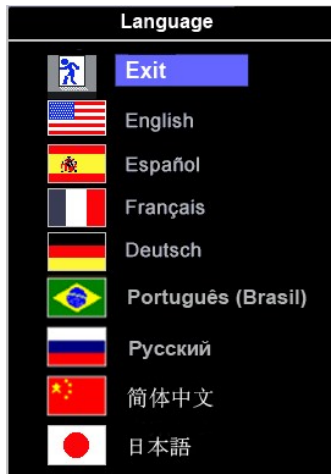 Language
Exit
English
Español
Français
Deutsch
Português (Brasil)
Русский
简体中文
日本語